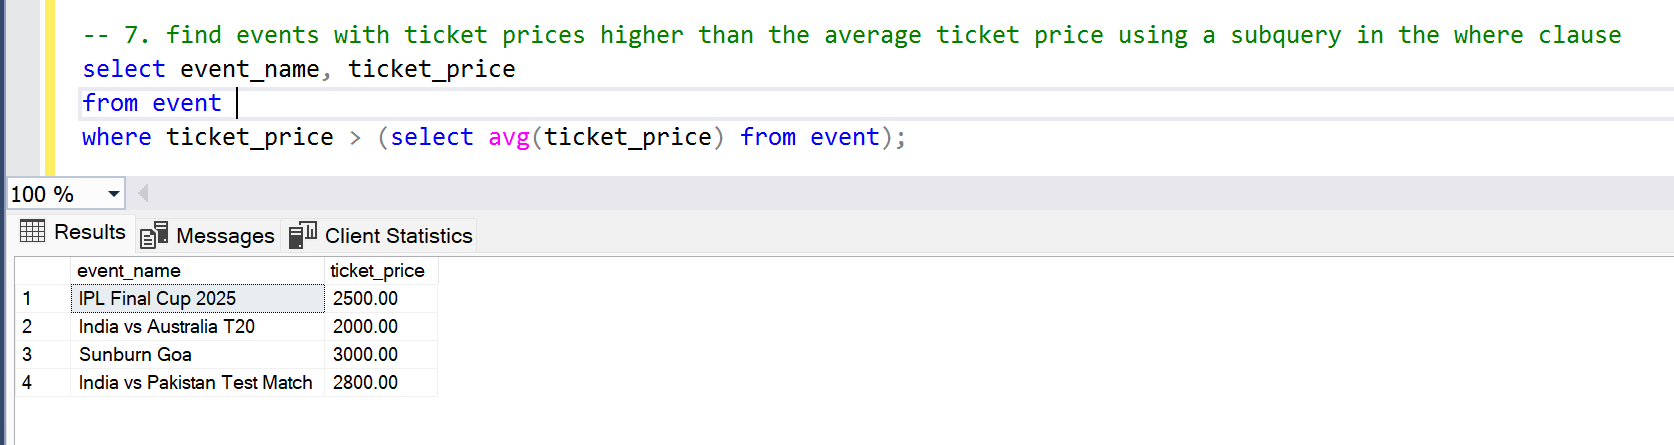 -- 7. find events with ticket prices higher than the average ticket price using a subquery in the where clause
select event_name, ticket_price
from event
where ticket_price > (select avg(ticket_price) from event);
100 %
Results Messages Client Statistics
event_name ticket_price
1 IPL Final Cup 2025 2500.00
2 India vs Australia T20 2000.00
3 Sunburn Goa 3000.00
4 India vs Pakistan Test Match 2800.00